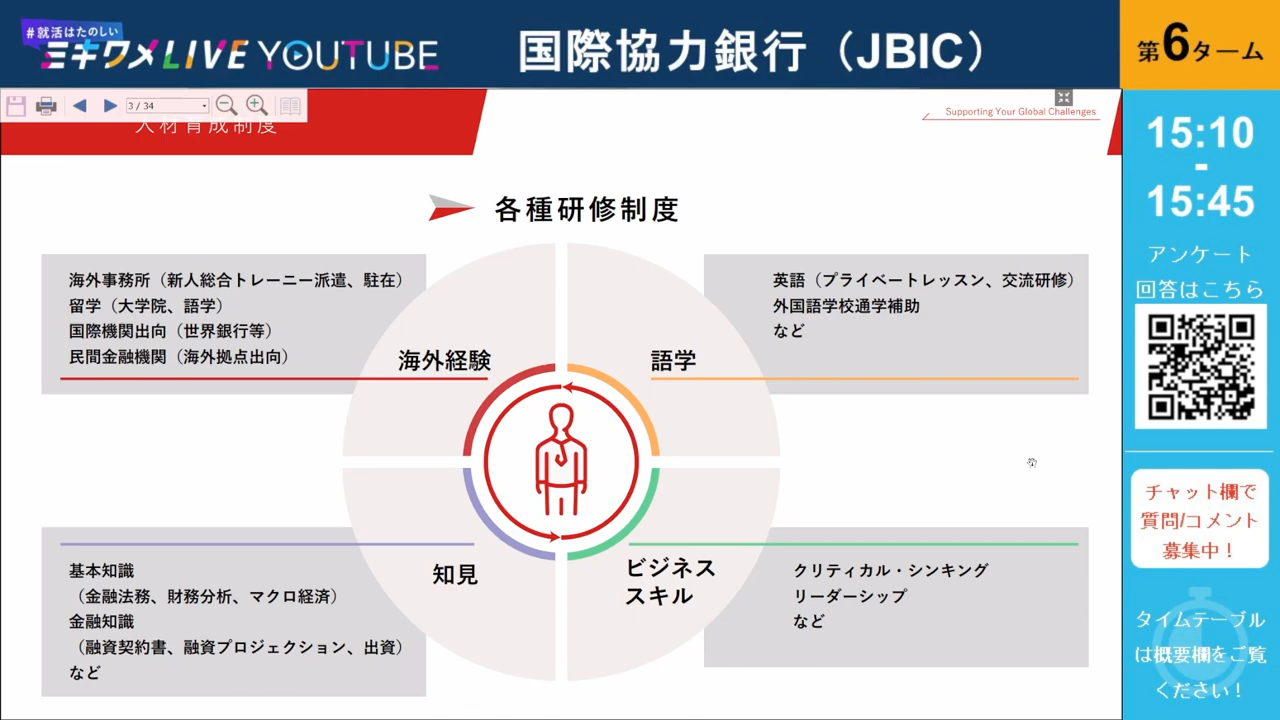 #就活はたのしい
ミキワメLIVE YOUTUBE
国際協力銀行（JBIC）
第6ターム
3 / 34
人材育成制度
Supporting Your Global Challenges
各種研修制度
海外事務所（新人総合トレーニー派遣、駐在）
留学（大学院、語学）
国際機関出向（世界銀行等）
民間金融機関（海外拠点出向）
海外経験
英語（プライベートレッスン、交流研修）
外国語学校通学補助
など
語学
基本知識
（金融法務、財務分析、マクロ経済）
金融知識
（融資契約書、融資プロジェクション、出資）
など
知見
ビジネス
スキル
クリティカル・シンキング
リーダーシップ
など
15:10
-
15:45
アンケート
回答はこちら
チャット欄で
質問/コメント
募集中！
タイムテーブル
は概要欄をご覧
ください！